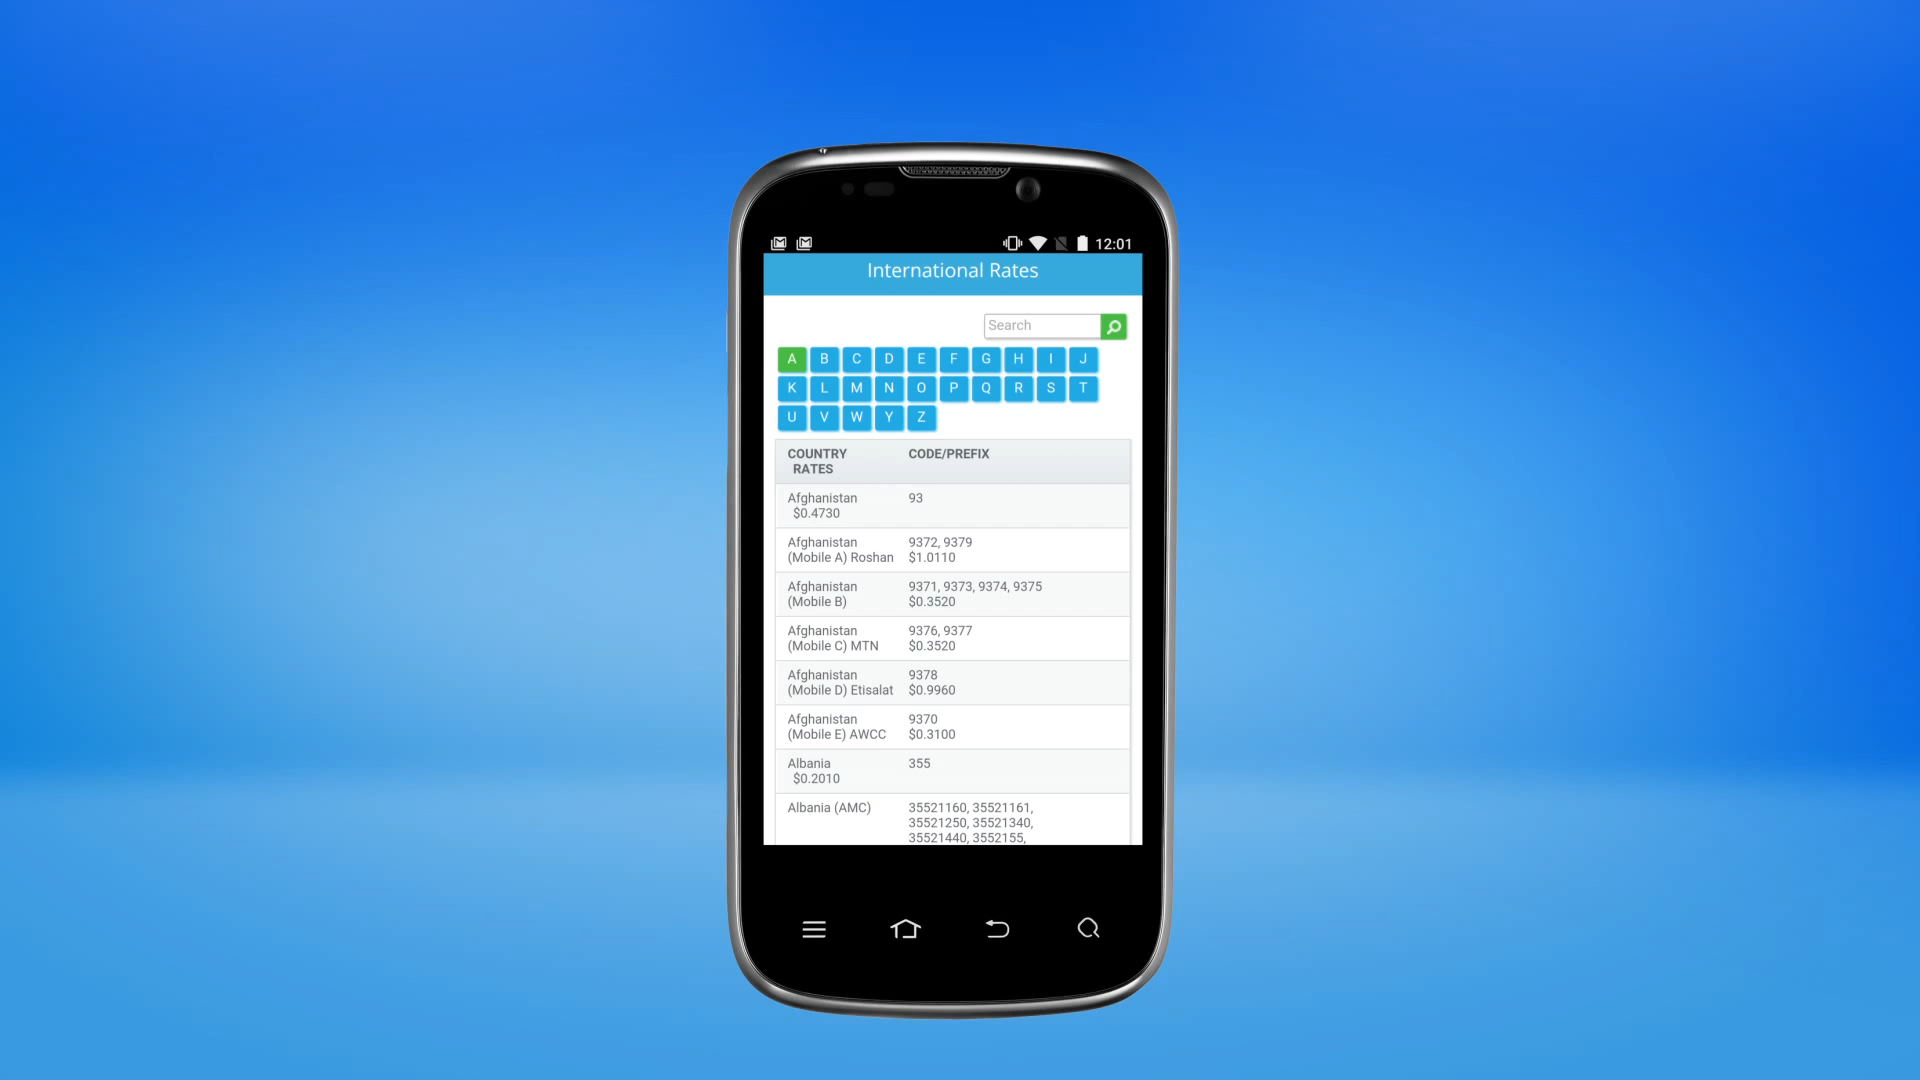 12:01
International Rates
Search
A B C D E F G H I J
K L M N O P Q R S T
U V W Y Z
COUNTRY CODE/PREFIX
RATES
Afghanistan 93
$0.4730
Afghanistan 9372, 9379
(Mobile A) Roshan $1.0110
Afghanistan 9371, 9373, 9374, 9375
(Mobile B) $0.3520
Afghanistan 9376, 9377
(Mobile C) MTN $0.3520
Afghanistan 9378
(Mobile D) Etisalat $0.9960
Afghanistan 9370
(Mobile E) AWCC $0.3100
Albania 355
$0.2010
Albania (AMC) 35521160, 35521161,
35521250, 35521340,
35521440, 3552155,